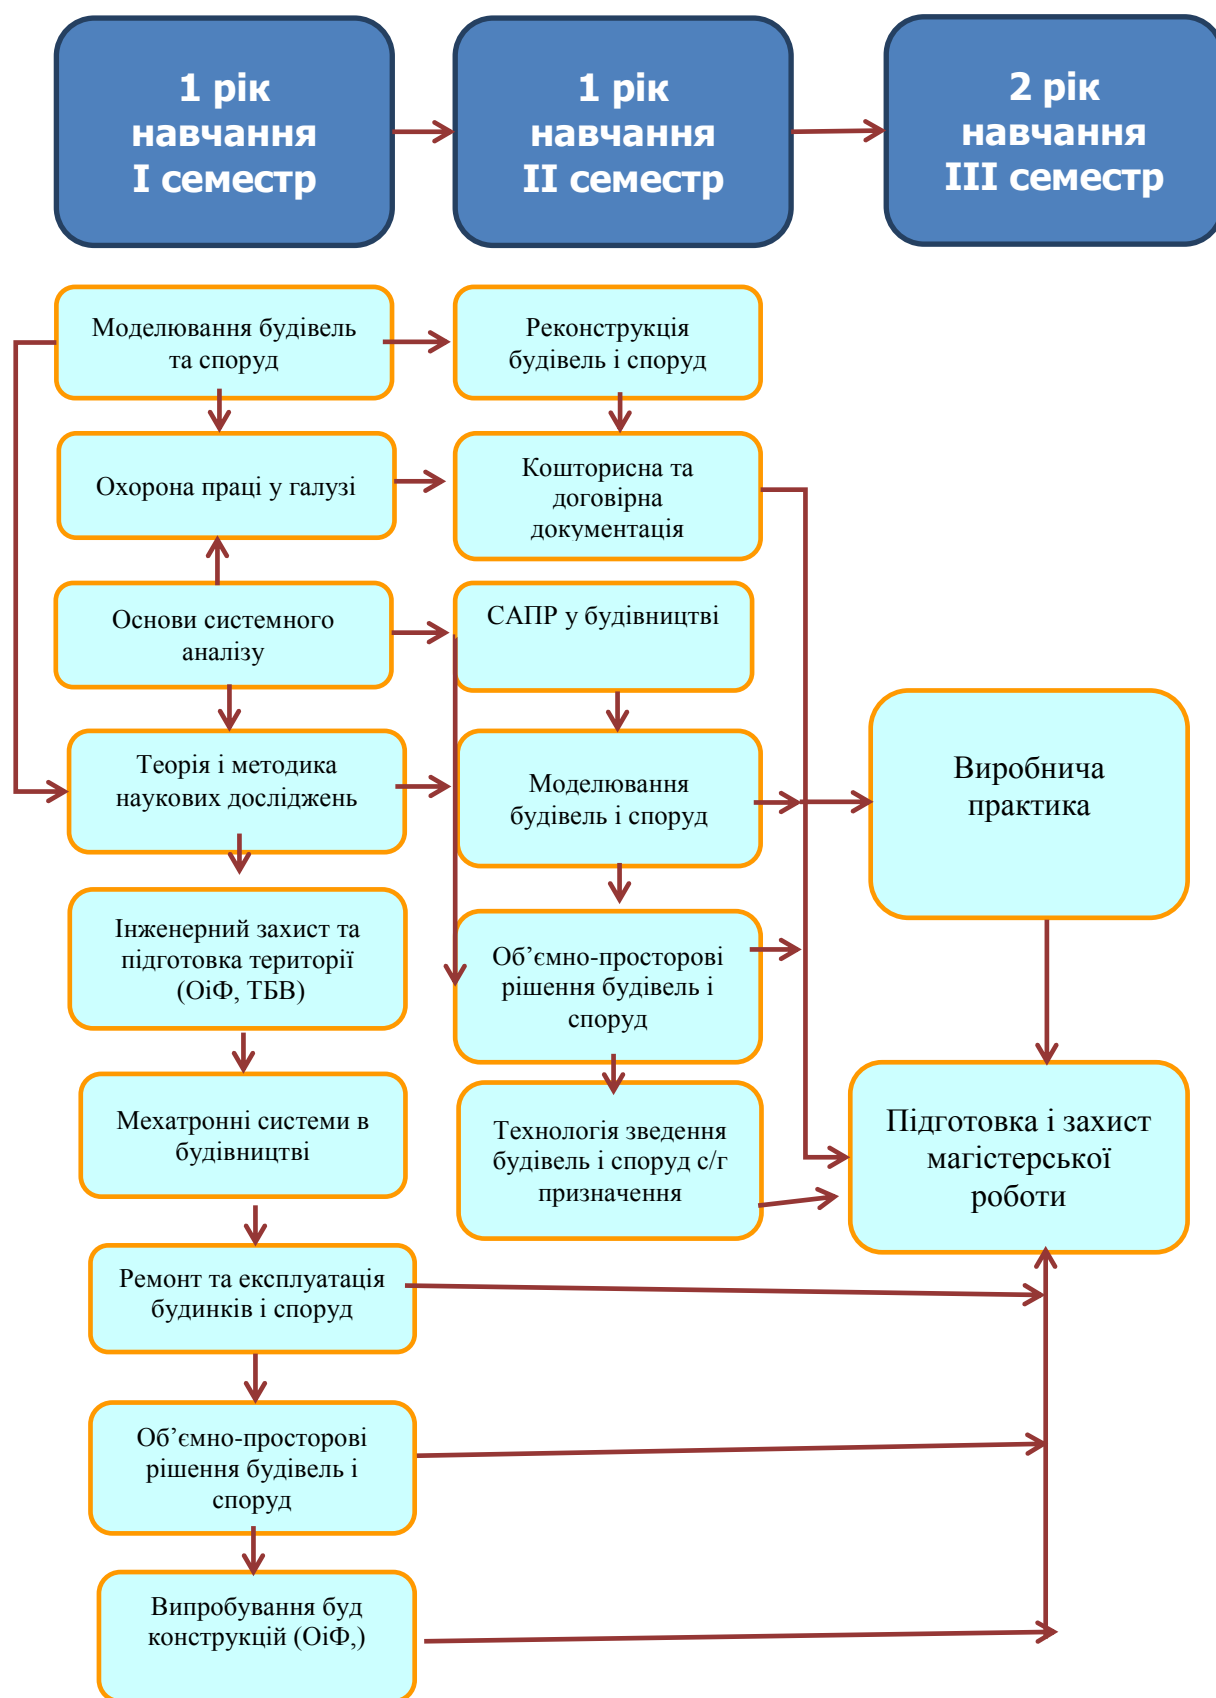 1 рік
навчання
І семестр
1 рік
навчання
ІІ семестр
2 рік
навчання
ІІІ семестр
Моделювання будівель
та споруд
Охорона праці у галузі
Основи системного
аналізу
Теорія і методика
наукових досліджень
Інженерний захист та
підготовка території
(ОіФ, ТБВ)
Мехатронні системи в
будівництві
Ремонт та експлуатація
будинків і споруд
Об’ємно-просторові
рішення будівель і
споруд
Випробування буд
конструкцій (ОіФ,)
Реконструкція
будівель і споруд
Кошторисна та
договірна
документація
САПР у будівництві
Моделювання
будівель і споруд
Об’ємно-просторові
рішення будівель і
споруд
Технологія зведення
будівель і споруд с/г
призначення
Виробнича
практика
Підготовка і захист
магістерської
роботи